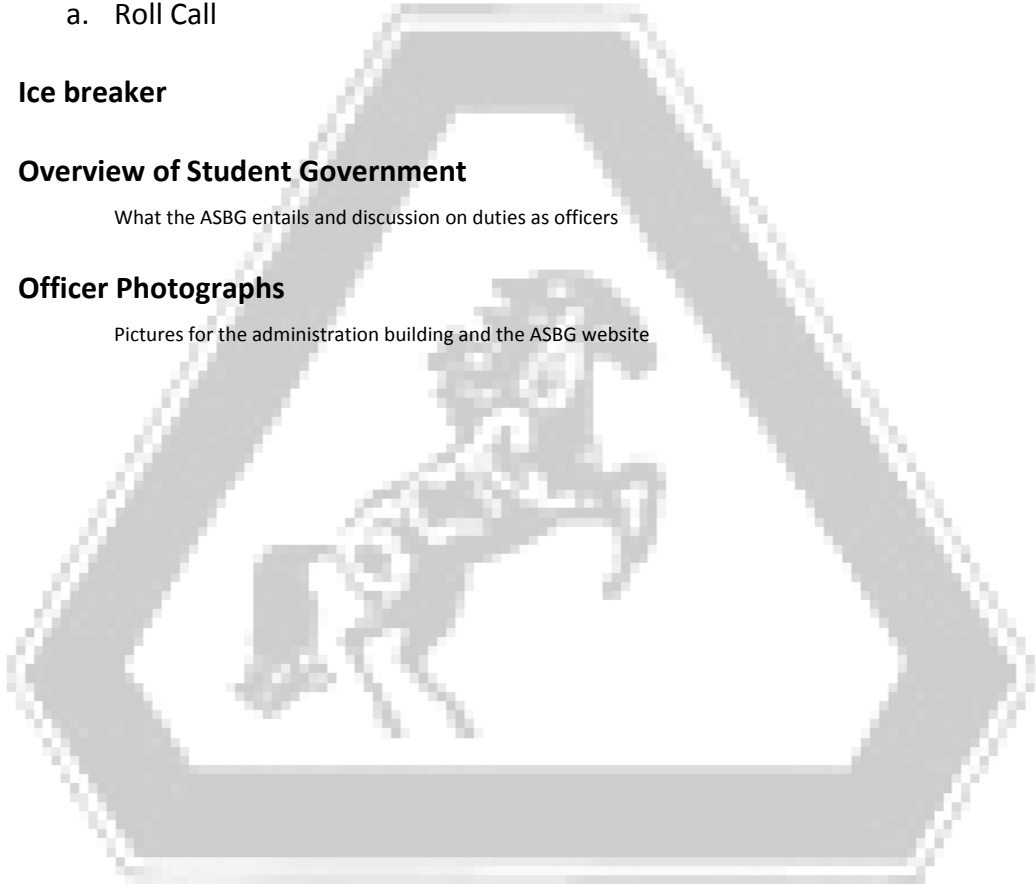 a. Roll Call
Ice breaker
Overview of Student Government
What the ASBG entails and discussion on duties as officers
Officer Photographs
Pictures for the administration building and the ASBG website